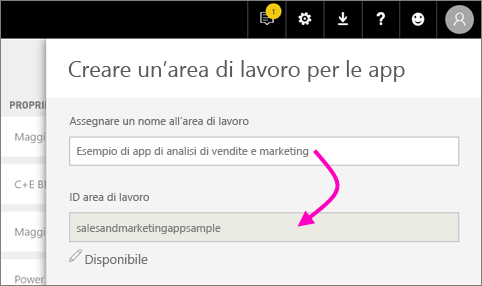 1
?
Creare un'area di lavoro per le app
PROPRI
Assegnare un nome all'area di lavoro
Maggi
Esempio di app di analisi di vendite e marketing
C+E BI
ID area di lavoro
Maggi
salesandmarketingappsample
Disponibile
Power